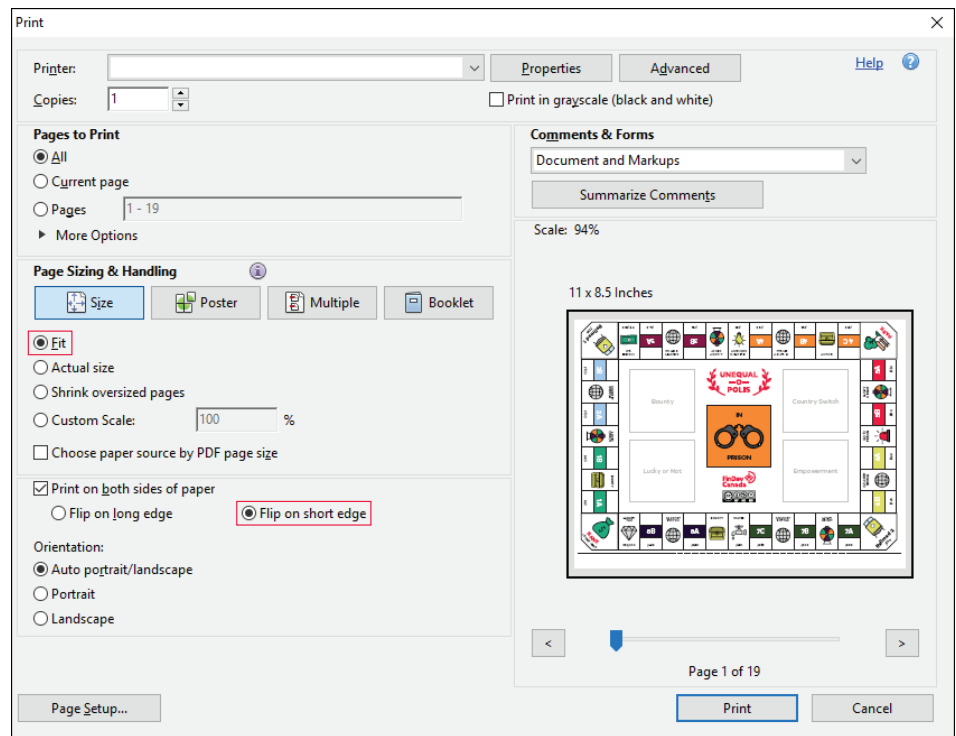 Print
Printer:
Properties
Advanced
Help
Copies:
1
Print in grayscale (black and white)
Pages to Print
All
Current page
Pages
1 - 19
More Options
Comments & Forms
Document and Markups
Summarize Comments
Scale: 94%
Page Sizing & Handling
Size
Poster
Multiple
Booklet
Fit
Actual size
Shrink oversized pages
Custom Scale:
100
%
Choose paper source by PDF page size
Print on both sides of paper
Flip on long edge
Flip on short edge
Orientation:
Auto portrait/landscape
Portrait
Landscape
11 x 8.5 Inches
UNEQUAL
-O-
POLIS
Bounty
Country Switch
IN
PRISON
Lucky or Not
Empowerment
FinDev
Canada
<
>
Page 1 of 19
Page Setup...
Print
Cancel